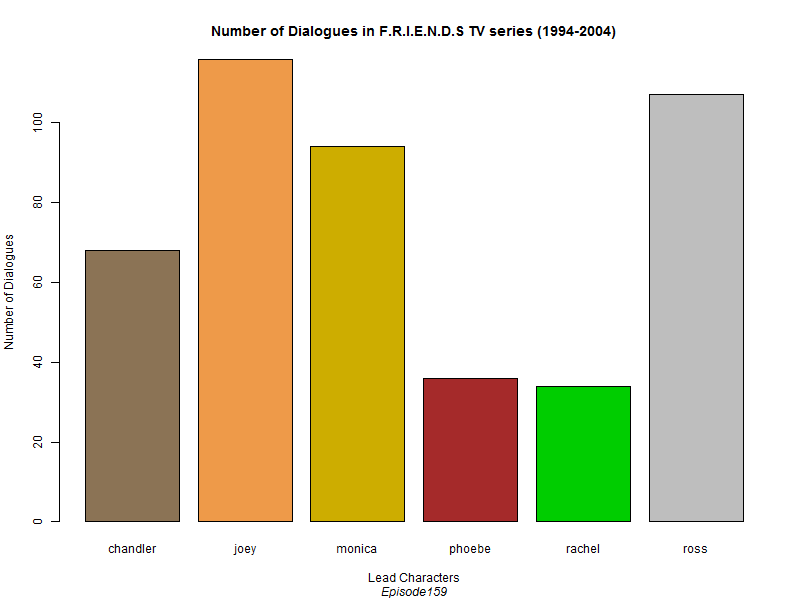 Number of Dialogues in F.R.I.E.N.D.S TV series (1994-2004)
Number of Dialogues
100
80
60
40
20
0
chandler joey monica phoebe rachel ross
Lead Characters
Episode159